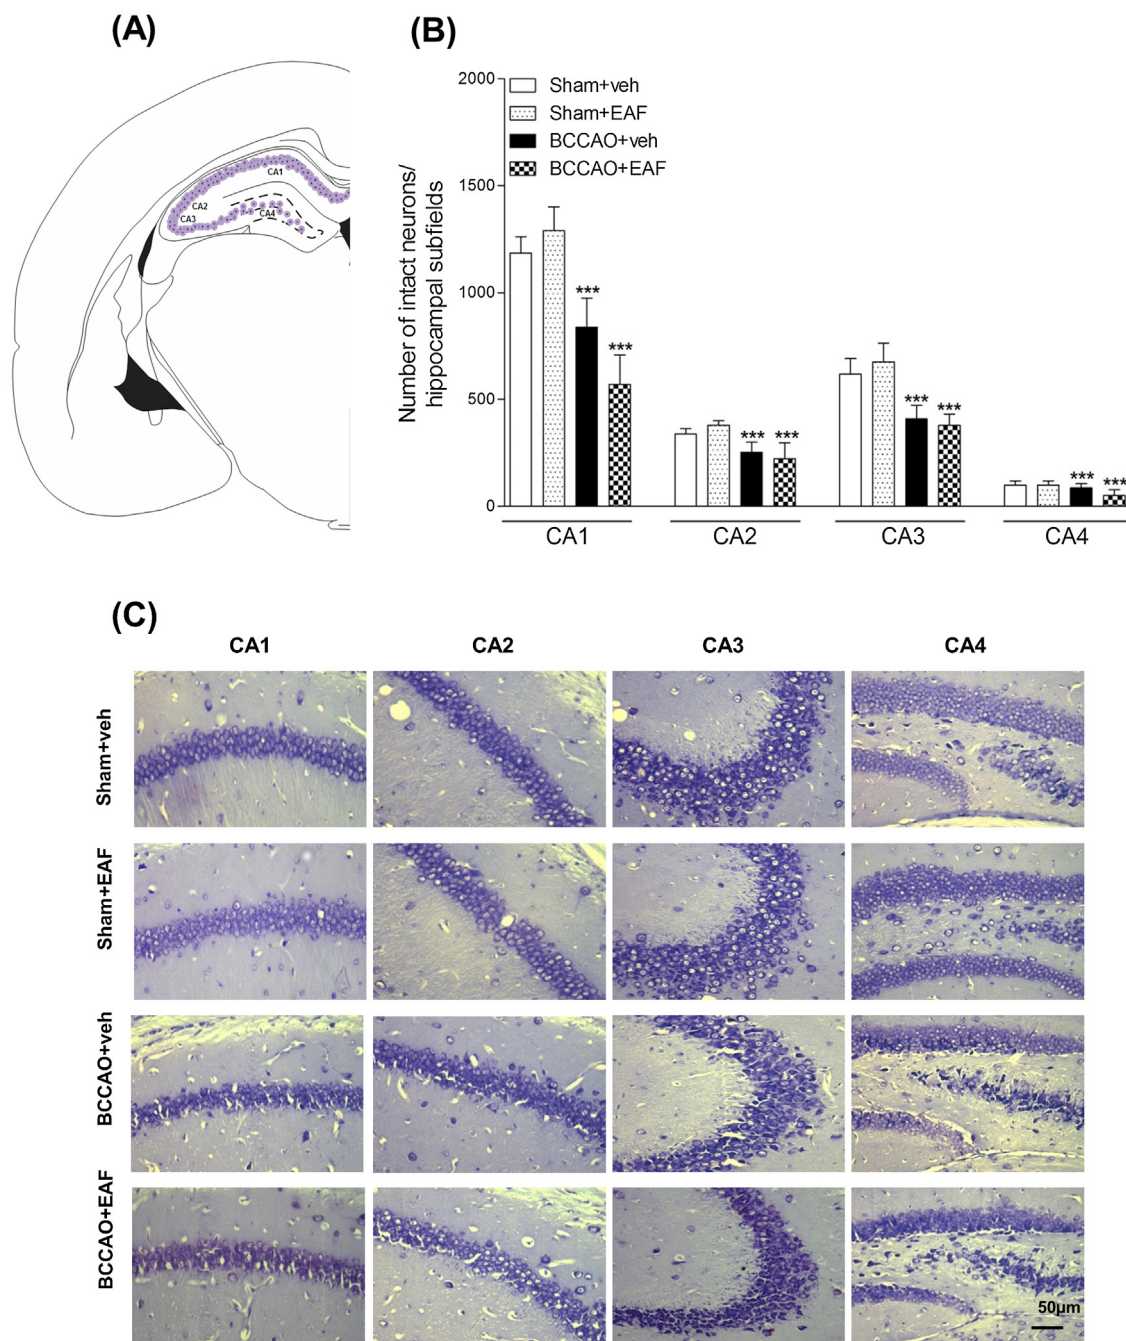 (A)
CA1
CA2
CA3
CA4
(B)
Number of intact neurons/
hippocampal subfields
2000
1500
1000
500
0
Sham+veh
Sham+EAF
BCCAO+veh
BCCAO+EAF
***
***
***
***
***
***
***
***
CA1 CA2 CA3 CA4
(C)
CA1 CA2 CA3 CA4
Sham+veh
Sham+EAF
BCCAO+veh
BCCAO+EAF
50µm